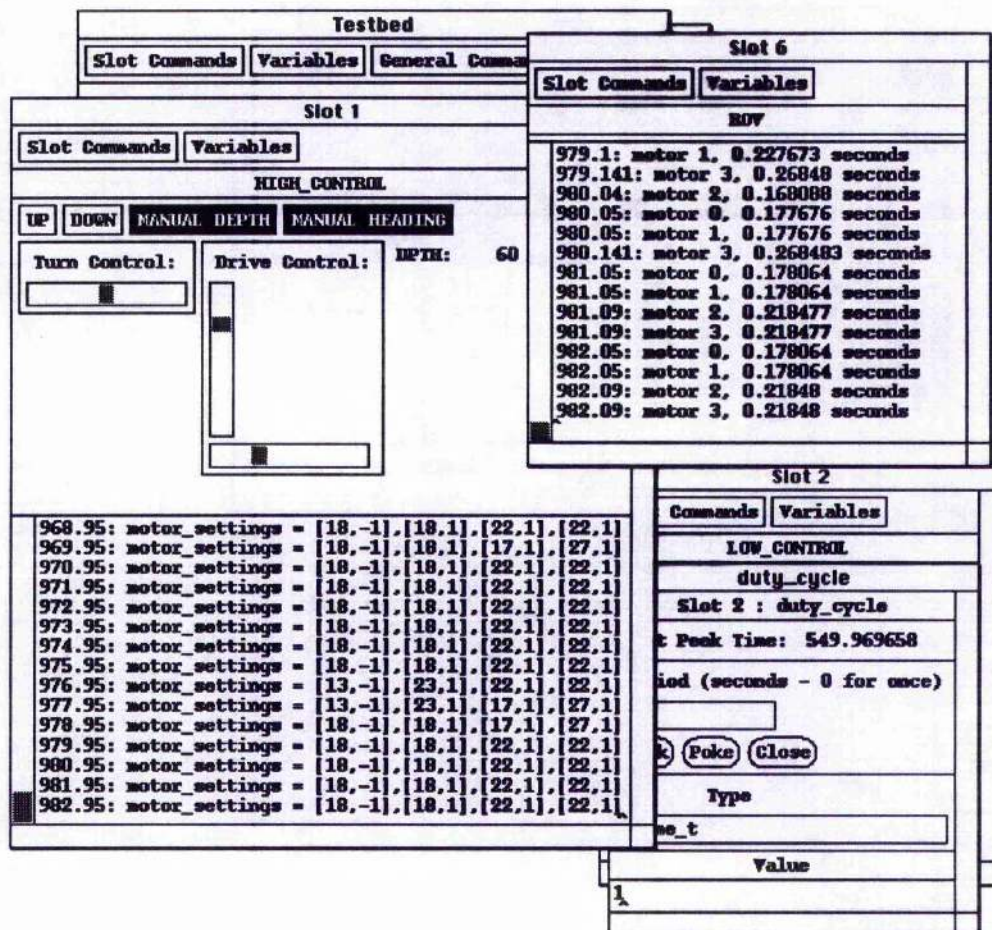 Testbed
Slot Commands Variables General
Slot 1
Slot Commands Variables
HIGH_CONTROL
UP DOWN MANUAL DEPTH MANUAL HEADING
Turn Control: Drive Control: DPTH: 60
968.95: motor_settings = [18,-1],[18,1],[22,1],[22,1]
969.95: motor_settings = [18,-1],[18,1],[17,1],[27,1]
970.95: motor_settings = [18,-1],[18,1],[22,1],[22,1]
971.95: motor_settings = [18,-1],[18,1],[22,1],[22,1]
972.95: motor_settings = [18,-1],[18,1],[22,1],[22,1]
973.95: motor_settings = [18,-1],[18,1],[22,1],[22,1]
974.95: motor_settings = [18,-1],[18,1],[22,1],[22,1]
975.95: motor_settings = [18,-1],[18,1],[22,1],[22,1]
976.95: motor_settings = [13,-1],[23,1],[22,1],[22,1]
977.95: motor_settings = [13,-1],[23,1],[17,1],[27,1]
978.95: motor_settings = [18,-1],[18,1],[17,1],[27,1]
979.95: motor_settings = [18,-1],[18,1],[22,1],[22,1]
980.95: motor_settings = [18,-1],[18,1],[22,1],[22,1]
981.95: motor_settings = [18,-1],[18,1],[22,1],[22,1]
982.95: motor_settings = [18,-1],[18,1],[22,1],[22,1]
Slot 6
Slot Commands Variables
ROV
979.1: motor 1, 0.227673 seconds
979.141: motor 3, 0.26848 seconds
980.04: motor 2, 0.168088 seconds
980.05: motor 0, 0.177676 seconds
980.05: motor 1, 0.177676 seconds
980.141: motor 3, 0.268483 seconds
981.05: motor 0, 0.178064 seconds
981.05: motor 1, 0.178064 seconds
981.09: motor 2, 0.218477 seconds
981.09: motor 3, 0.218477 seconds
982.05: motor 0, 0.178064 seconds
982.05: motor 1, 0.178064 seconds
982.09: motor 2, 0.21848 seconds
982.09: motor 3, 0.21848 seconds
Slot 2
Commands Variables
LOW_CONTROL
duty_cycle
Slot 2 : duty_cycle
t Peek Time: 549.969658
iod (seconds - 0 for once)
k Poke Close
Type
me_t
Value
1